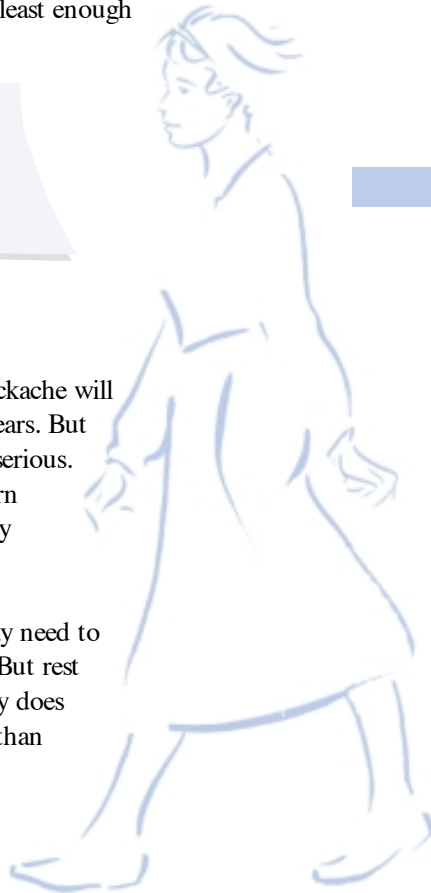 least enough
ckache will
ears. But
serious.
rn
y
y need to
But rest
y does
than